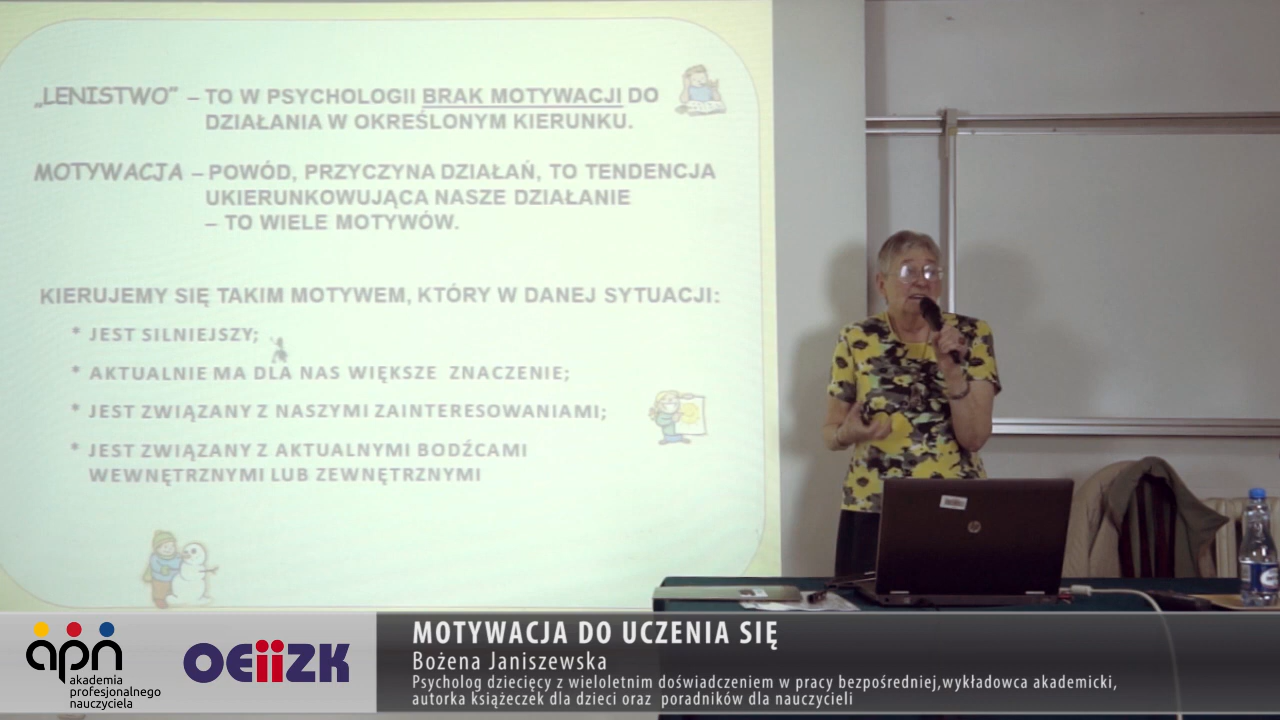 „LENISTWO” – TO W PSYCHOLOGII BRAK MOTYWACJI DO
DZIAŁANIA W OKREŚLONYM KIERUNKU.
MOTYWACJA – POWÓD, PRZYCZYNA DZIAŁAŃ, TO TENDENCJA
UKIERUNKOWUJĄCA NASZE DZIAŁANIE
– TO WIELE MOTYWÓW.
KIERUJEMY SIĘ TAKIM MOTYWEM, KTÓRY W DANEJ SYTUACJI:
* JEST SILNIEJSZY;
* AKTUALNIE MA DLA NAS WIĘKSZE ZNACZENIE;
* JEST ZWIĄZANY Z NASZYMI ZAINTERESOWANIAMI;
* JEST ZWIĄZANY Z AKTUALNYMI BODŹCAMI
WEWNĘTRZNYMI LUB ZEWNĘTRZNYMI
hp
apn
akademia
profesjonalnego
nauczyciela
OEiiZK
MOTYWACJA DO UCZENIA SIĘ
Bożena Janiszewska
Psycholog dziecięcy z wieloletnim doświadczeniem w pracy bezpośredniej,wykładowca akademicki,
autorka książeczek dla dzieci oraz poradników dla nauczycieli